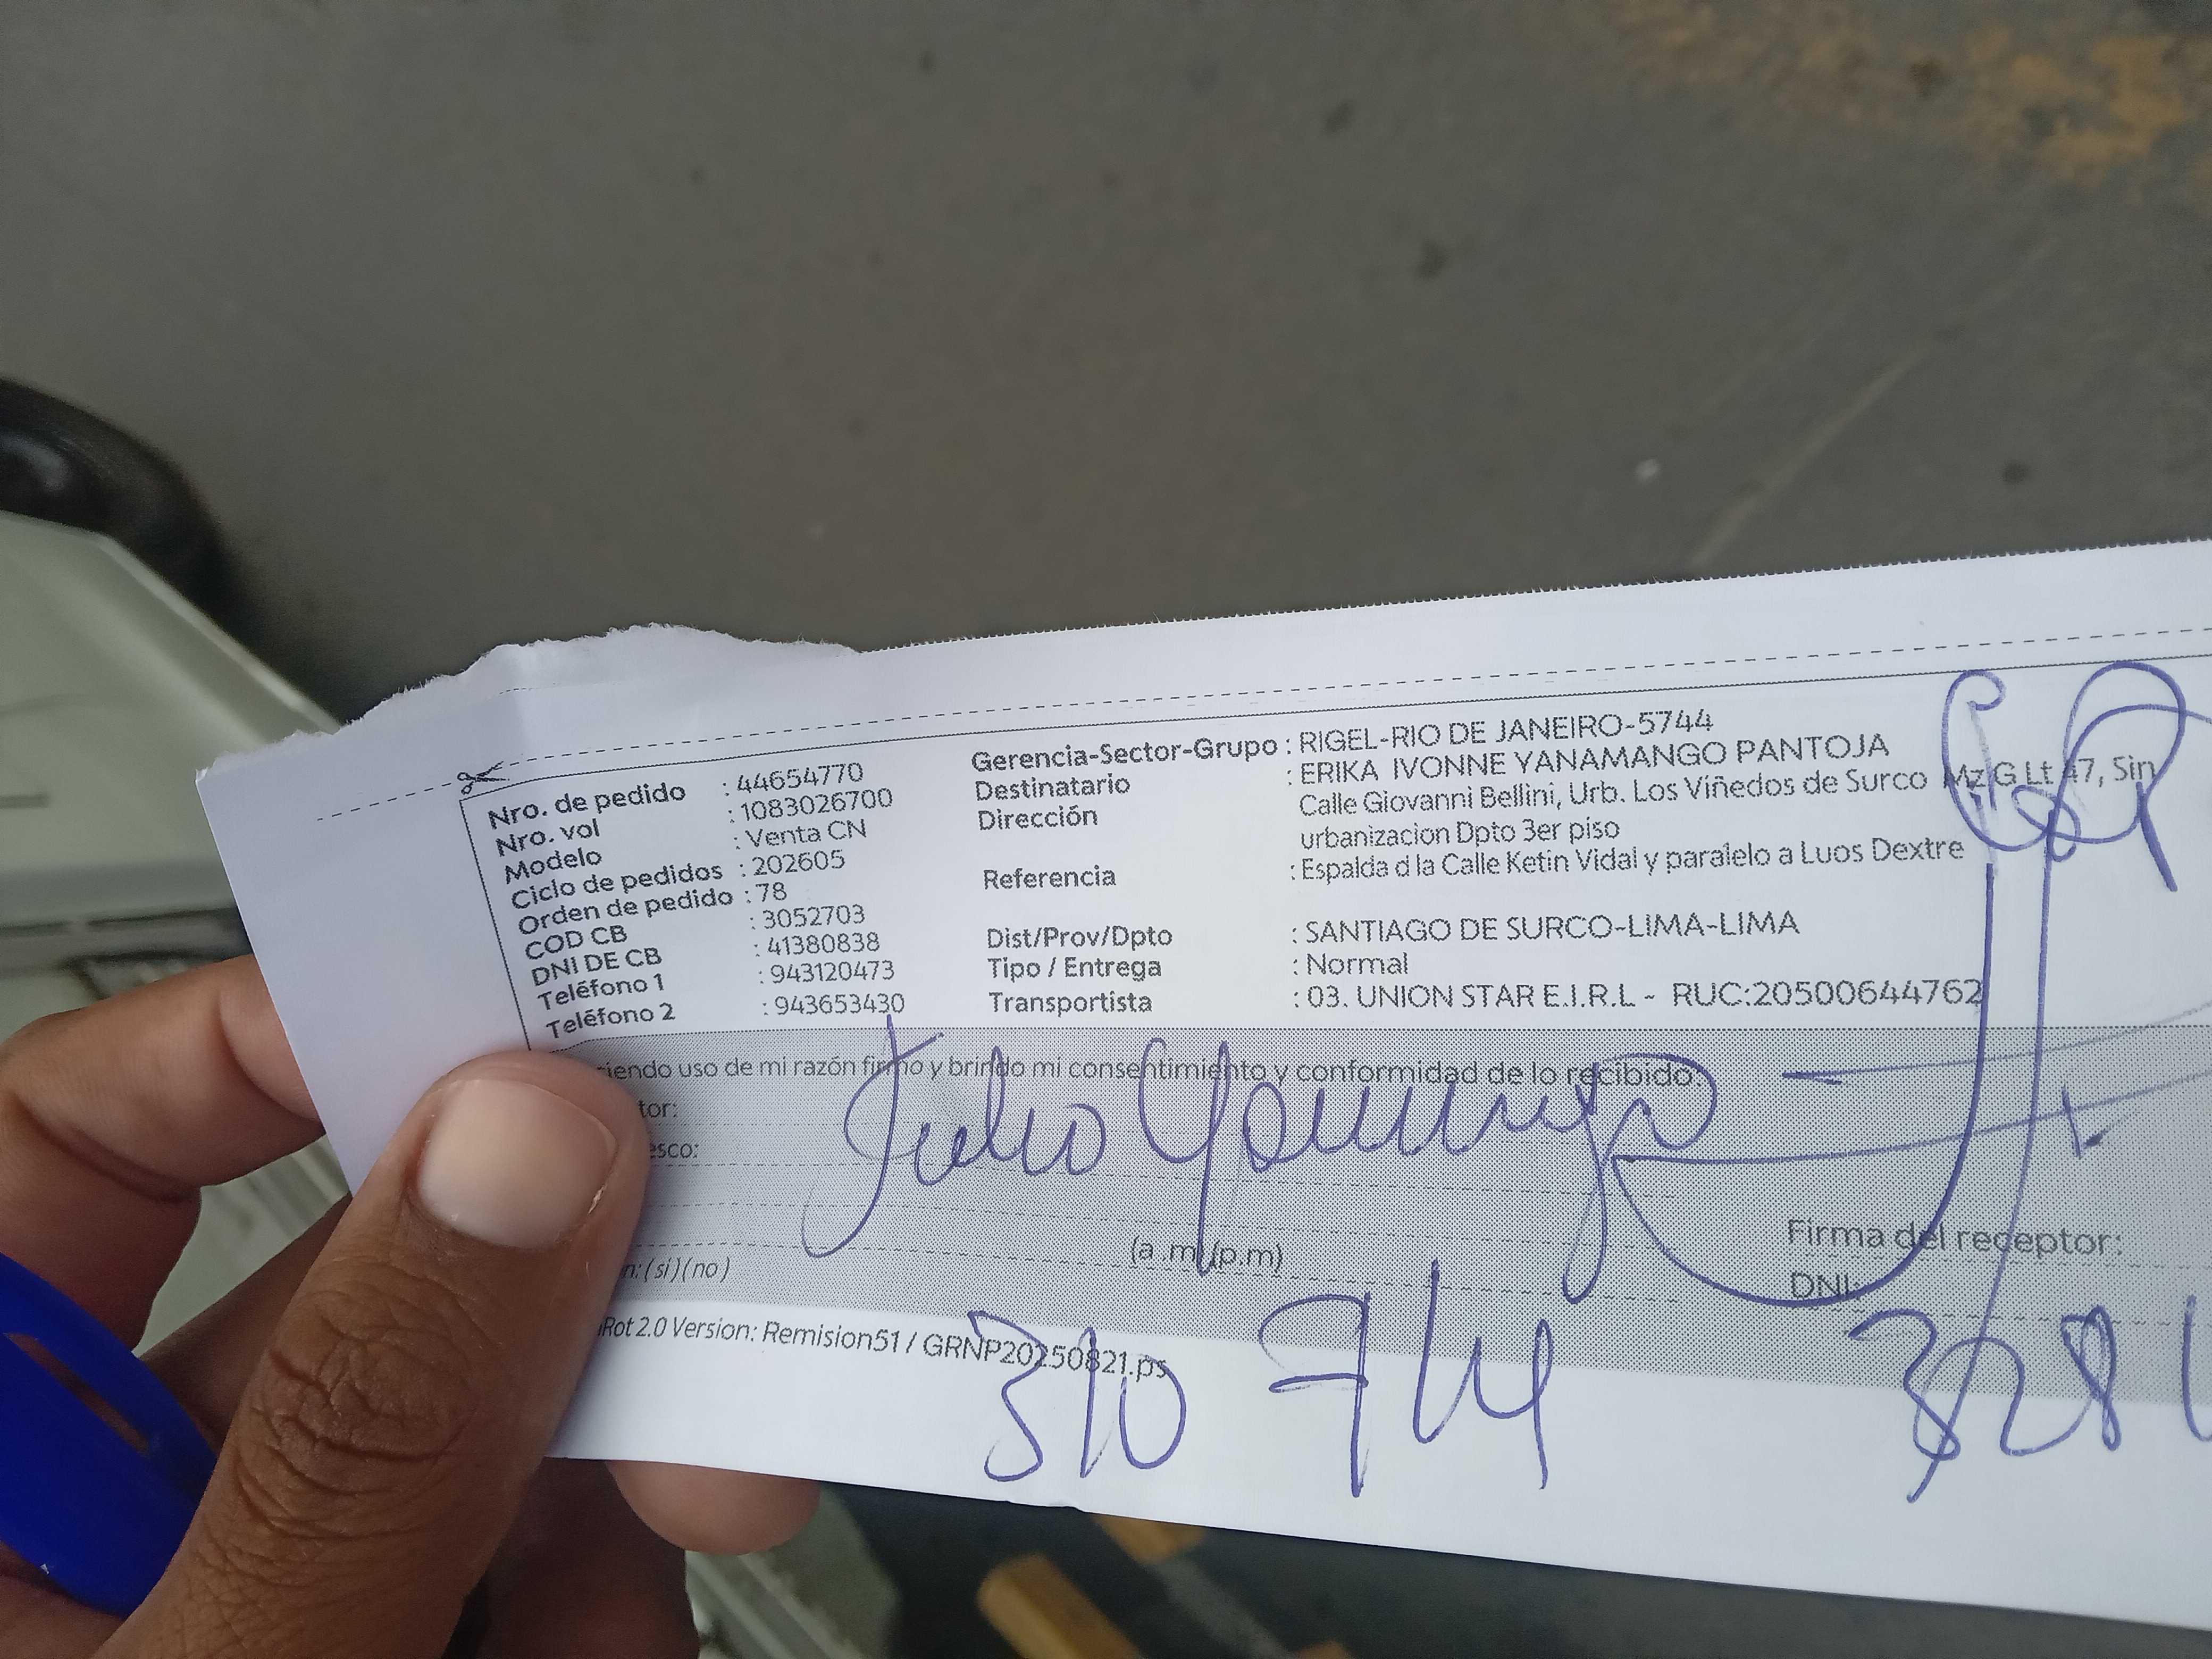 Nro. de pedido : 44654770
Nro. vol : 1083026700
Modelo : Venta CN
Ciclo de pedidos : 202605
Orden de pedido : 78
COD CB : 3052703
DNI DE CB : 41380838
Teléfono 1 : 943120473
Teléfono 2 : 943653430
Gerencia-Sector-Grupo : RIGEL-RIO DE JANEIRO-5744
Destinatario : ERIKA IVONNE YANAMANGO PANTOJA
Dirección Calle Giovanni Bellini, Urb. Los Viñedos de Surco Mz G Lt 47, Sin
urbanizacion Dpto 3er piso
Referencia : Espalda d la Calle Ketin Vidal y paralelo a Luos Dextre
Dist/Prov/Dpto : SANTIAGO DE SURCO-LIMA-LIMA
Tipo / Entrega : Normal
Transportista : 03. UNION STAR E.I.R.L - RUC:20500644762
iendo uso de mi razón firmo y brindo mi consentimiento y conformidad de lo recibido:
tor:
esco:
Julio
(a .m)(p.m)
n: ( si ) ( no )
Firma del receptor:
DNI:
Rot 2.0 Version: Remision51 / GRNP20250821.ps
310 744 328